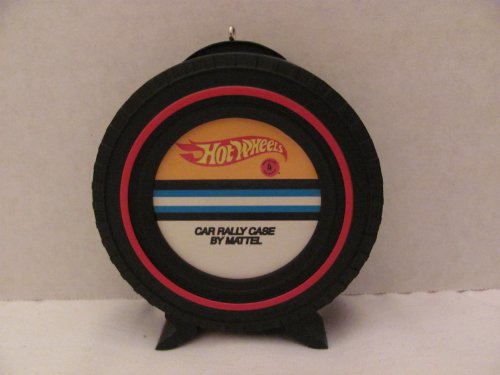 HOT WHEELS
CAR RALLY CASE
BY MATTEL